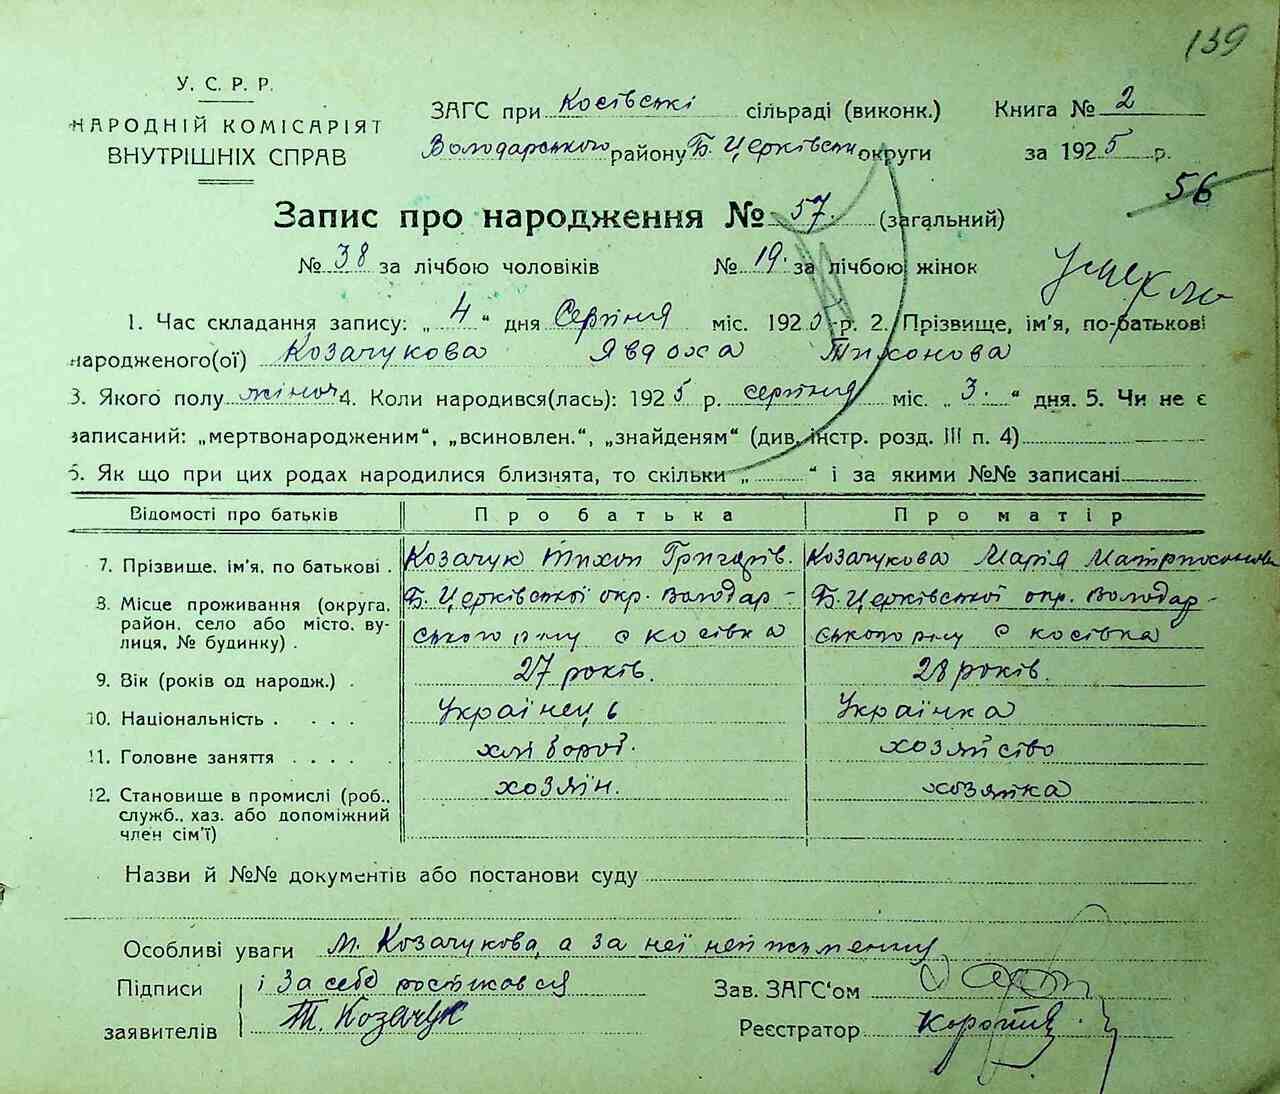 139
У. С. Р. Р.
НАРОДНІЙ КОМІСАРІЯТ
ВНУТРІШНІХ СПРАВ
ЗАГС при Косівські сільраді (виконк.) Книга № 2
Володарського району Б. Церківськ округи за 1925 р.
56
Запис про народження № 57. (загальний)
№ 38 за лічбою чоловіків № 19. за лічбою жінок
1. Час складання запису: „ 4 “ дня Серпіня міс. 1925 р. 2. Прізвище, ім'я, по-батькові
народженого(ої) Козачукова Явдоха Тихонова
3. Якого полу жіноч 4. Коли народився(лась): 1925 р. серпіня міс. „ 3. “ дня. 5. Чи не є
записаний: „мертвонародженим“, „всиновлен.“, „знайденям“ (див. інстр. розд. III п. 4)
6. Як що при цих родах народилися близнята, то скільки „ “ і за якими №№ записані
Відомості про батьків Про батька Про матір
7. Прізвище, ім'я, по батькові . Козачук Тихон Григорів. Козачукова Марія
8. Місце проживання (округа, Б. Церківської окр. Володар- Б. Церківської окр. Володар-
район, село або місто, ву- ського р-ну с Косівка ського р-ну с Косівка
лиця, № будинку) .
9. Вік (років од народж.) . 27 років. 28 років.
10. Національність . . . . Українець Українка
11. Головне заняття . . . . хлібороб. хозяйство
12. Становище в промислі (роб., хозяїн. хозяйка
служб., хаз. або допоміжний
член сім'ї)
Назви й №№ документів або постанови суду
Особливі уваги М. Козачукова, а за неї неписьменну
Підписи і за себе ростисовся Зав. ЗАГС'ом
заявителів Т. Козачук Реєстратор